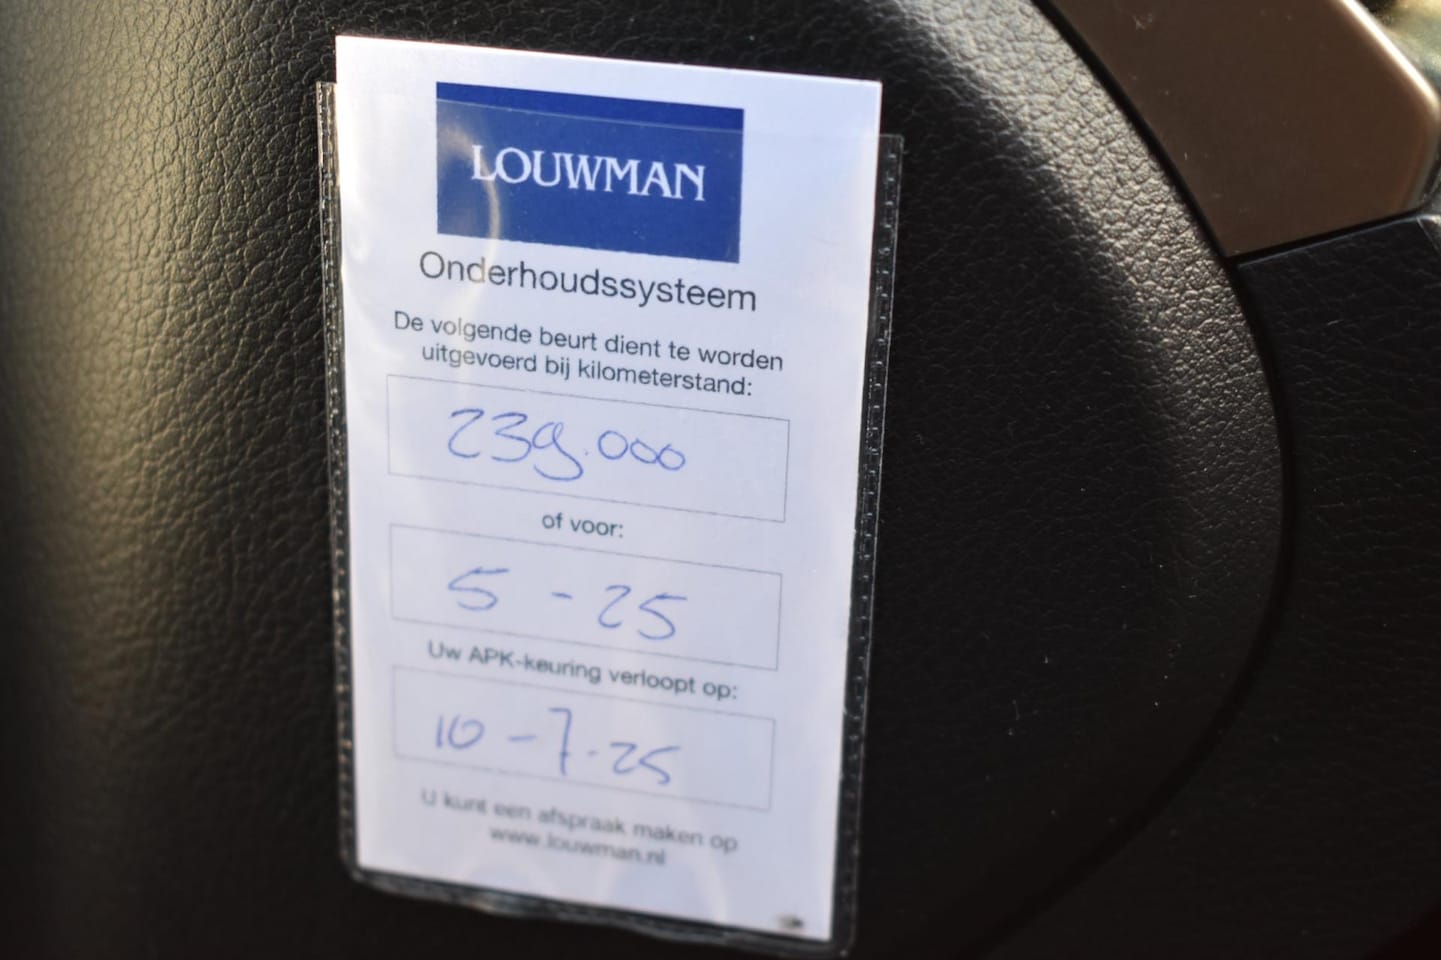 LOUWMAN
Onderhoudssysteem
De volgende beurt dient te worden
uitgevoerd bij kilometerstand:
239.000
of voor:
5 - 25
Uw APK-keuring verloopt op:
10 - 7 - 25
U kunt een afspraak maken op
www.louwman.nl